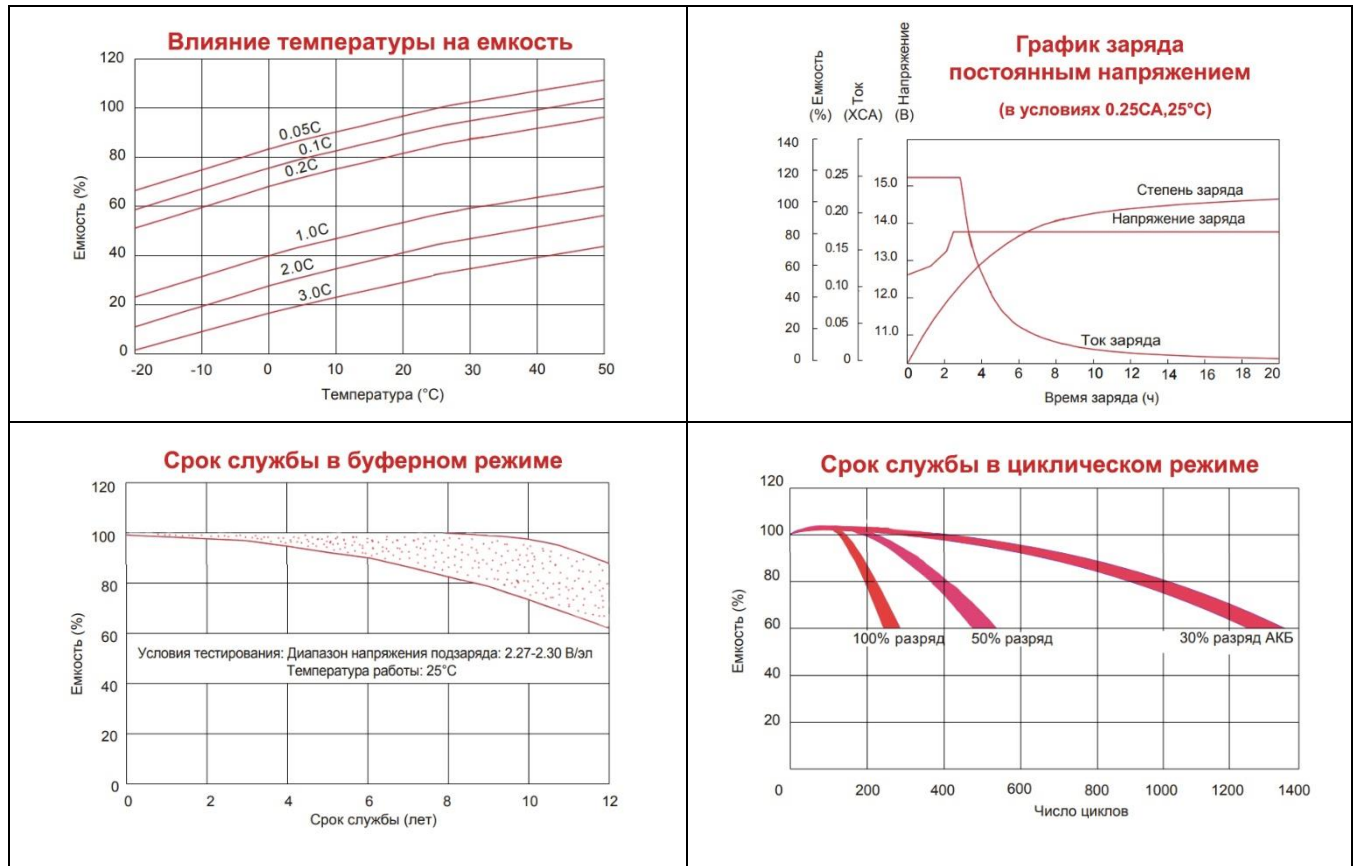 Влияние температуры на емкость
120
100
80
60
40
20
0
Емкость (%)
0.05C
0.1C
0.2C
1.0C
2.0C
3.0C
-20 -10 0 10 20 30 40 50
Температура (°C)
График заряда
постоянным напряжением
(в условиях 0.25CA,25°C)
Емкость (%)
Ток (XCA)
Напряжение (В)
140
120
100
80
60
40
20
0
0.25
0.20
0.15
0.10
0.05
0
15.0
14.0
13.0
12.0
11.0
Степень заряда
Напряжение заряда
Ток заряда
0 2 4 6 8 10 12 14 16 18 20
Время заряда (ч)
Срок службы в буферном режиме
120
100
80
60
40
20
0
Емкость (%)
Условия тестирования: Диапазон напряжения подзаряда: 2.27-2.30 В/эл
Температура работы: 25°C
0 2 4 6 8 10 12
Срок службы (лет)
Срок службы в циклическом режиме
120
100
80
60
40
20
Емкость (%)
100% разряд
50% разряд
30% разряд АКБ
0 200 400 600 800 1000 1200 1400
Число циклов